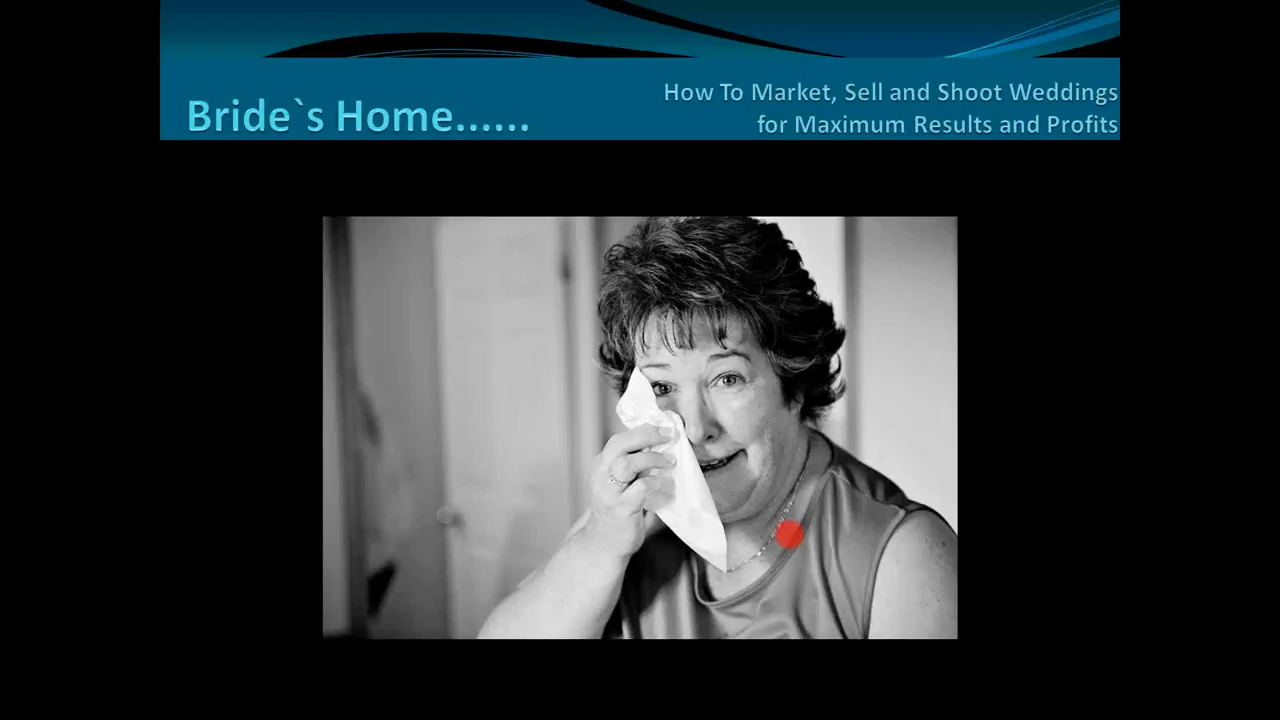 Bride`s Home......
How To Market, Sell and Shoot Weddings
for Maximum Results and Profits